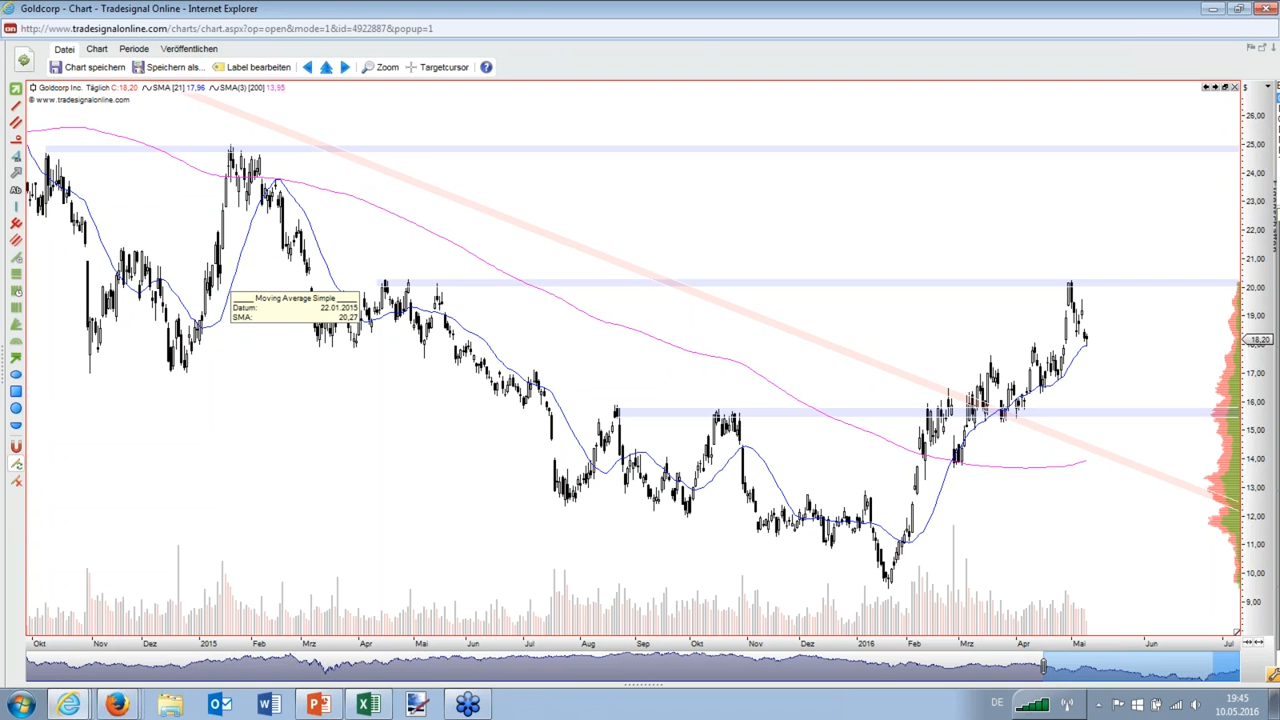 Goldcorp - Chart - Tradesignal Online - Internet Explorer
http://www.tradesignalonline.com/charts/chart.aspx?op=open&mode=1&id=4922887&popup=1
Datei Chart Periode Veröffentlichen
Chart speichern Speichern als... Label bearbeiten Zoom Targetcursor
Goldcorp Inc. Täglich C:18,20 SMA [21] 17,96 SMA(3) [200] 13,95 $
© www.tradesignalonline.com
26,00
25,00
24,00
23,00
22,00
21,00
20,00
19,00
18,20
17,00
16,00
15,00
14,00
13,00
12,00
11,00
10,00
9,00
Ab
____ Moving Average Simple ____
Datum: 22.01.2015
SMA: 20,27
Okt Nov Dez 2015 Feb Mrz Apr Mai Jun Jul Aug Sep Okt Nov Dez 2016 Feb Mrz Apr Mai Jun Jul
DE
19:45
10.05.2016